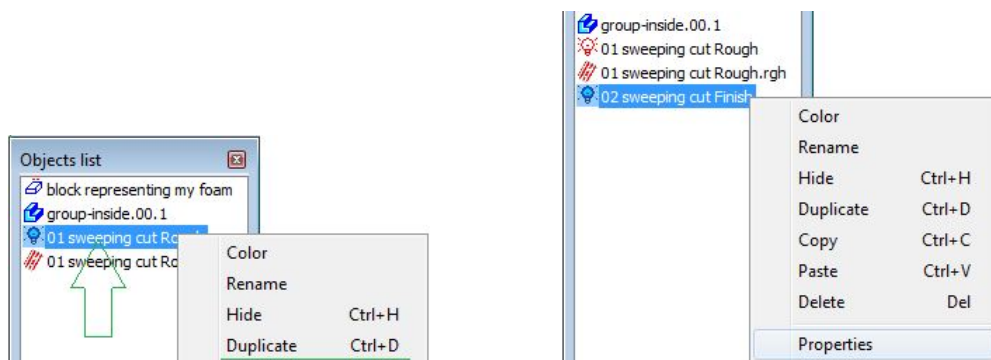 Objects list
block representing my foam
group-inside.00.1
01 sweeping cut Ro
01 sweeping cut Ro
Color
Rename
Hide Ctrl+H
Duplicate Ctrl+D
group-inside.00.1
01 sweeping cut Rough
01 sweeping cut Rough.rgh
02 sweeping cut Finish
Color
Rename
Hide Ctrl+H
Duplicate Ctrl+D
Copy Ctrl+C
Paste Ctrl+V
Delete Del
Properties